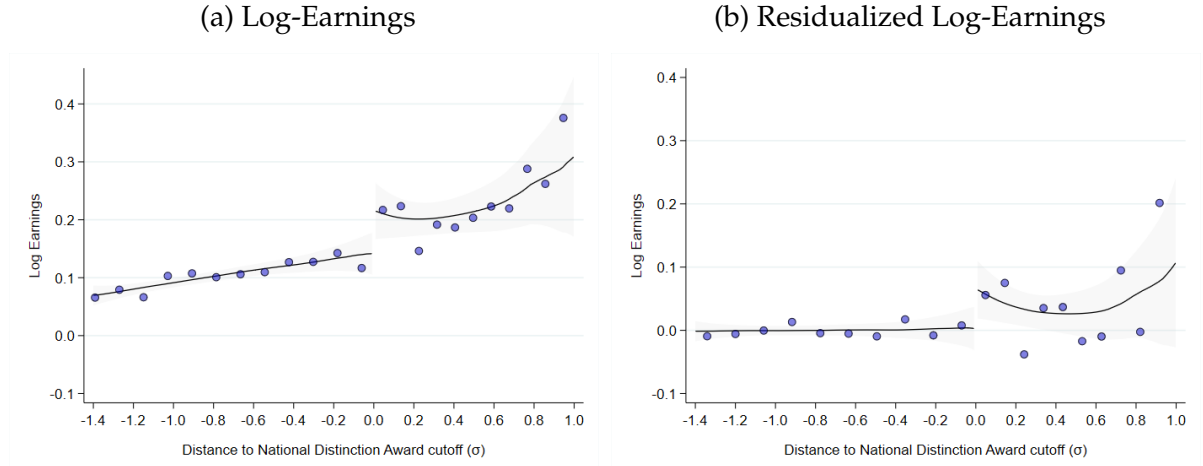 (a) Log-Earnings
(b) Residualized Log-Earnings
Log Earnings
0.4
0.3
0.2
0.1
0.0
-0.1
-1.4 -1.2 -1.0 -0.8 -0.6 -0.4 -0.2 0.0 0.2 0.4 0.6 0.8 1.0
Distance to National Distinction Award cutoff (σ)
Log Earnings
0.4
0.3
0.2
0.1
0.0
-0.1
-1.4 -1.2 -1.0 -0.8 -0.6 -0.4 -0.2 0.0 0.2 0.4 0.6 0.8 1.0
Distance to National Distinction Award cutoff (σ)